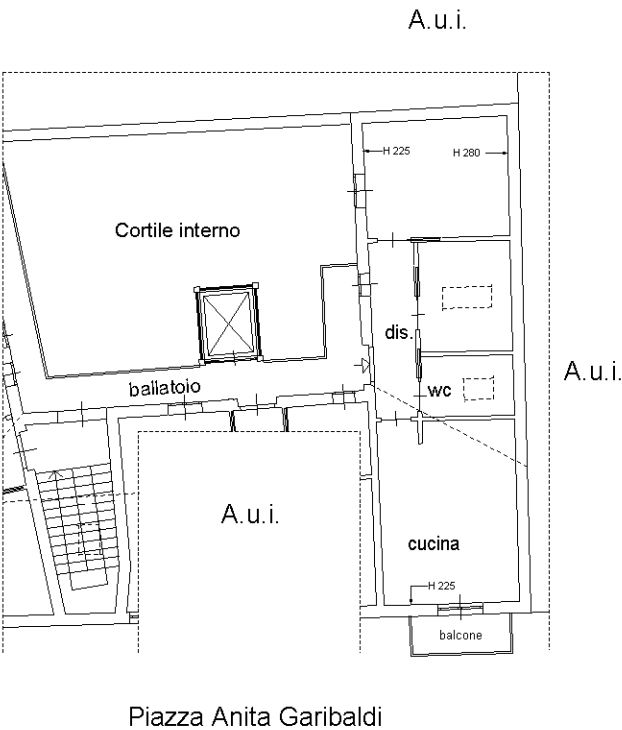 A.u.i.
H 225
H 280
Cortile interno
dis.
A.u.i.
ballatoio
wc
A.u.i.
cucina
H 225
balcone
Piazza Anita Garibaldi